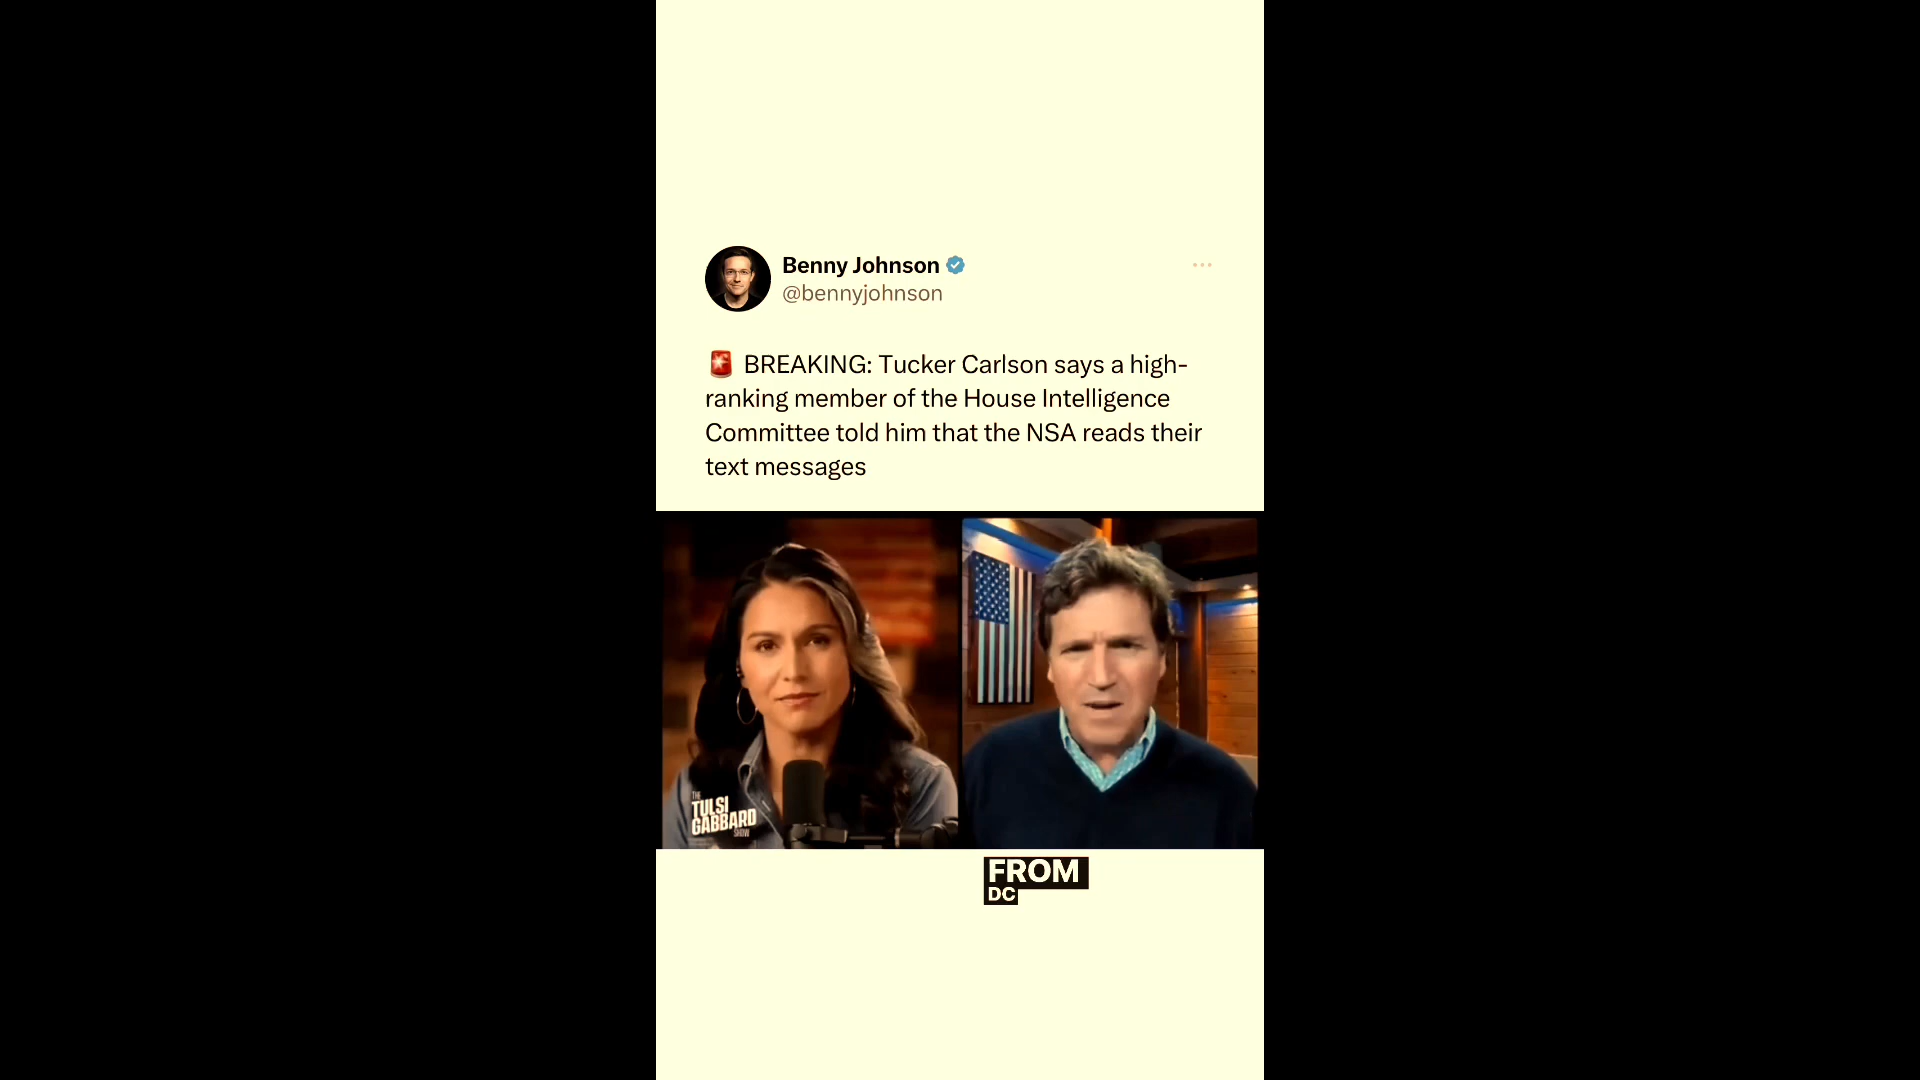 Benny Johnson
@bennyjohnson
🚨 BREAKING: Tucker Carlson says a high-
ranking member of the House Intelligence
Committee told him that the NSA reads their
text messages
THE
TULSI
GABBARD
SHOW
FROM
DC